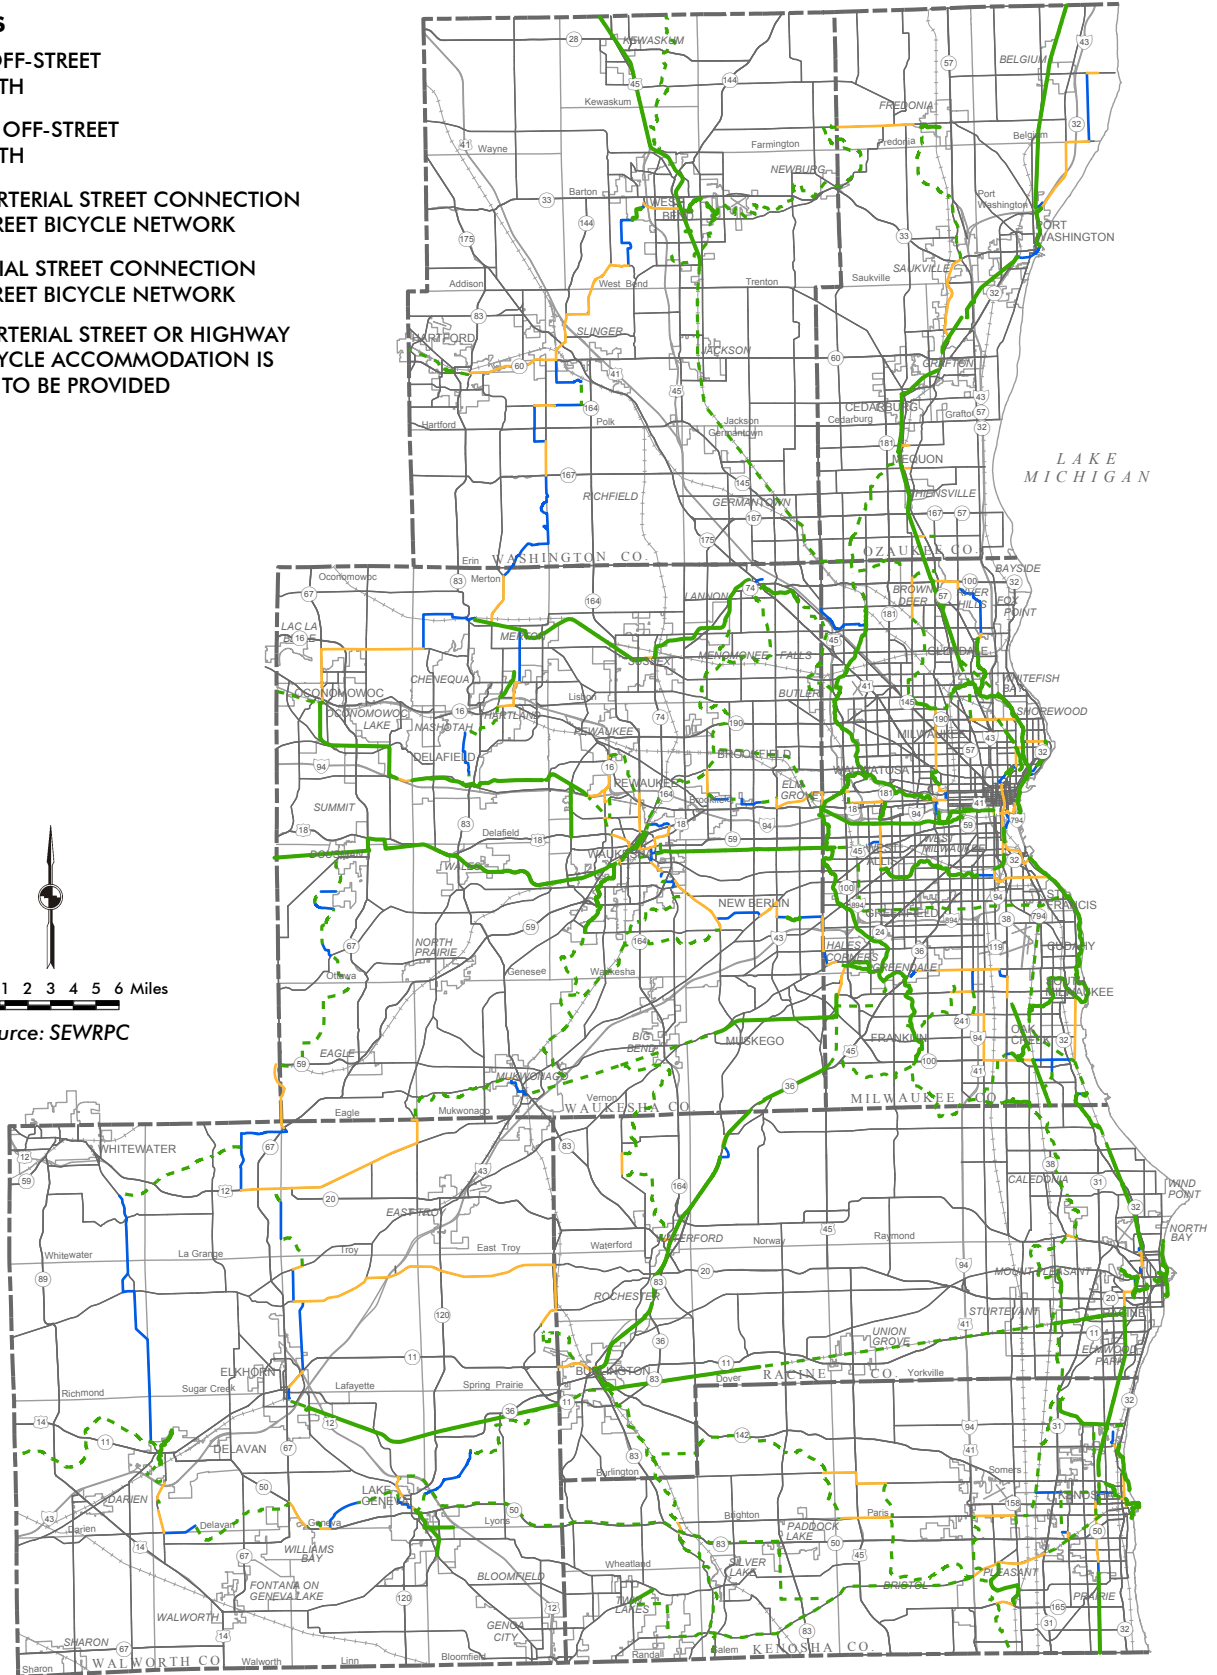 S
OFF-STREET
TH
OFF-STREET
TH
RTERIAL STREET CONNECTION
REET BICYCLE NETWORK
IAL STREET CONNECTION
REET BICYCLE NETWORK
RTERIAL STREET OR HIGHWAY
YCLE ACCOMMODATION IS
TO BE PROVIDED
1 2 3 4 5 6 Miles
urce: SEWRPC
LAKE
MICHIGAN
KEWASKUM
Kewaskum
BELGIUM
FREDONIA
Fredonia
Belgium
Wayne
Farmington
NEWBURG
Barton
Port
Washington
PORT
WASHINGTON
SAUKVILLE
Saukville
Addison
West Bend
Trenton
HARTFORD
SLINGER
JACKSON
GRAFTON
CEDARBURG
Cedarburg
Grafton
Hartford
Polk
Jackson
Germantown
MEQUON
THIENSVILLE
RICHFIELD
GERMANTOWN
Erin
WASHINGTON CO.
OZAUKEE CO.
BAYSIDE
Oconomowoc
Merton
LANNON
BROWN
DEER
RIVER
HILLS
FOX
POINT
LAC LA
MERTON
SUSSEX
MENOMONEE FALLS
GLENDALE
CHENEQUA
WHITEFISH
BAY
OCONOMOWOC
OCONOMOWOC
LAKE
Lisbon
BUTLER
HARTLAND
NASHOTAH
SHOREWOOD
PEWAUKEE
MILWAUKEE
DELAFIELD
BROOKFIELD
WAUWATOSA
PEWAUKEE
ELM
GROVE
Brookfield
SUMMIT
Delafield
DOUSMAN
WALES
WAUKESHA
WEST
MILWAUKEE
WEST
ALLIS
NEW BERLIN
ST.
FRANCIS
GREENFIELD
CUDAHY
NORTH
PRAIRIE
HALES
CORNERS
GREENDALE
Ottawa
Genesee
Waukesha
SOUTH
MILWAUKEE
BIG
BEND
MUSKEGO
FRANKLIN
OAK
CREEK
EAGLE
MUKWONAGO
Eagle
Mukwonago
Vernon
WAUKESHA CO.
MILWAUKEE CO.
WHITEWATER
CALEDONIA
WIND
POINT
NORTH
BAY
EAST TROY
Whitewater
La Grange
Troy
East Troy
Waterford
WATERFORD
Norway
Raymond
MOUNT PLEASANT
ROCHESTER
STURTEVANT
RACINE
UNION
GROVE
ELMWOOD
PARK
ELKHORN
BURLINGTON
Dover
RACINE CO.
Yorkville
Richmond
Sugar Creek
Lafayette
Spring Prairie
DELAVAN
Burlington
Somers
DARIEN
LAKE
GENEVA
KENOSHA
Darien
Delavan
Geneva
Lyons
Brighton
Paris
PADDOCK
LAKE
WILLIAMS
BAY
Wheatland
SILVER
LAKE
PLEASANT
PRAIRIE
BLOOMFIELD
BRISTOL
FONTANA ON
GENEVA LAKE
TWIN
LAKES
WALWORTH
GENOA
CITY
SHARON
Sharon
WALWORTH CO
Walworth
Linn
Bloomfield
Randall
Salem
KENOSHA CO.